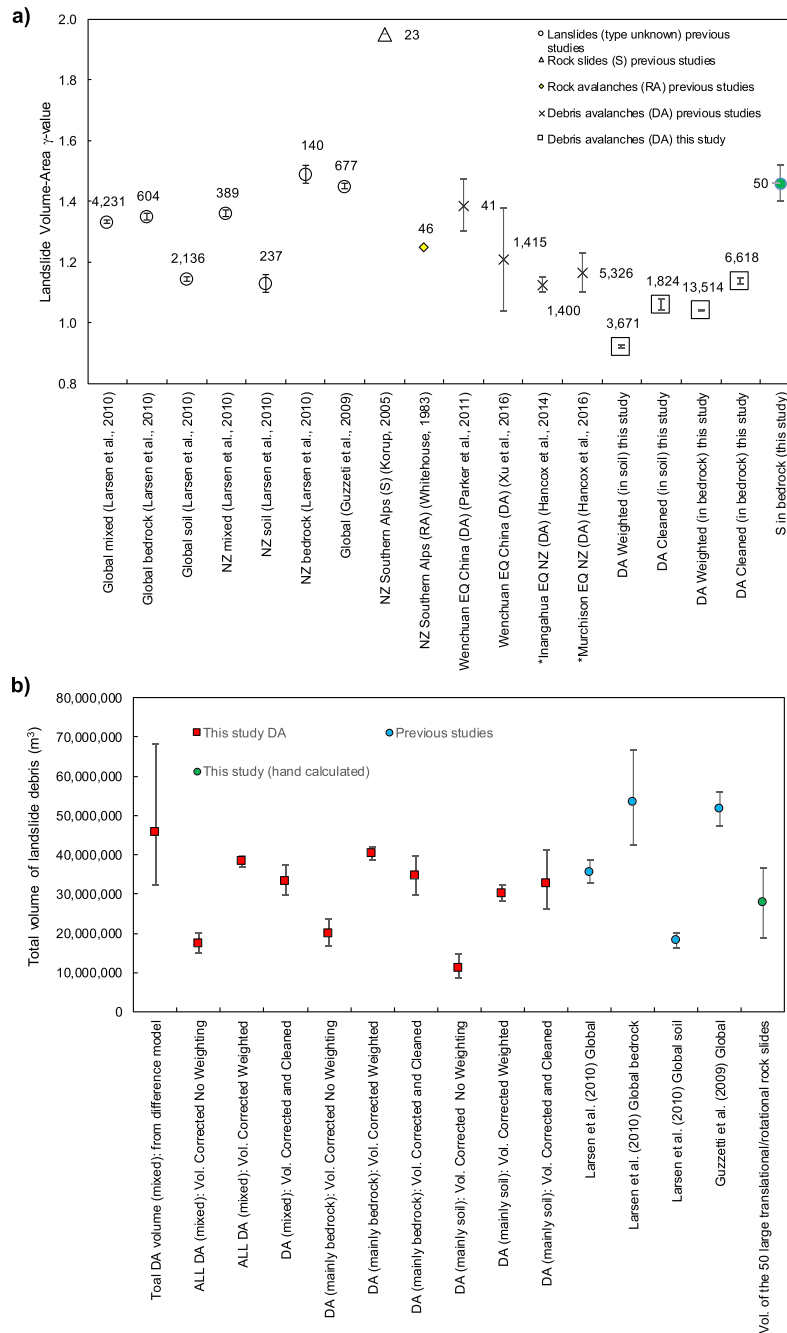 a)
Landslide Volume-Area γ-value
2.0
1.8
1.6
1.4
1.2
1.0
0.8
Lanslides (type unknown) previous
studies
Rock slides (S) previous studies
Rock avalanches (RA) previous studies
Debris avalanches (DA) previous studies
Debris avalanches (DA) this study
4,231
604
2,136
389
237
140
677
23
46
41
1,415
1,400
5,326
3,671
1,824
13,514
6,618
50
Global mixed (Larsen et al., 2010)
Global bedrock (Larsen et al., 2010)
Global soil (Larsen et al., 2010)
NZ mixed (Larsen et al., 2010)
NZ soil (Larsen et al., 2010)
NZ bedrock (Larsen et al., 2010)
Global (Guzzeti et al., 2009)
NZ Southern Alps (S) (Korup, 2005)
NZ Southern Alps (RA) (Whitehouse, 1983)
Wenchuan EQ China (DA) (Parker et al., 2011)
Wenchuan EQ China (DA) (Xu et al., 2016)
*Inangahua EQ NZ (DA) (Hancox et al., 2014)
*Murchison EQ NZ (DA) (Hancox et al., 2016)
DA Weighted (in soil) this study
DA Cleaned (in soil) this study
DA Weighted (in bedrock) this study
DA Cleaned (in bedrock) this study
S in bedrock (this study)
b)
Total volume of landslide debris (m³)
80,000,000
70,000,000
60,000,000
50,000,000
40,000,000
30,000,000
20,000,000
10,000,000
0
This study DA
Previous studies
This study (hand calculated)
Toal DA volume (mixed): from difference model
ALL DA (mixed): Vol. Corrected No Weighting
ALL DA (mixed): Vol. Corrected Weighted
DA (mixed): Vol. Corrected and Cleaned
DA (mainly bedrock): Vol. Corrected No Weighting
DA (mainly bedrock): Vol. Corrected Weighted
DA (mainly bedrock): Vol. Corrected and Cleaned
DA (mainly soil): Vol. Corrected No Weighting
DA (mainly soil): Vol. Corrected Weighted
DA (mainly soil): Vol. Corrected and Cleaned
Larsen et al. (2010) Global
Larsen et al. (2010) Global bedrock
Larsen et al. (2010) Global soil
Guzzetti et al. (2009) Global
Vol. of the 50 large translational/rotational rock slides